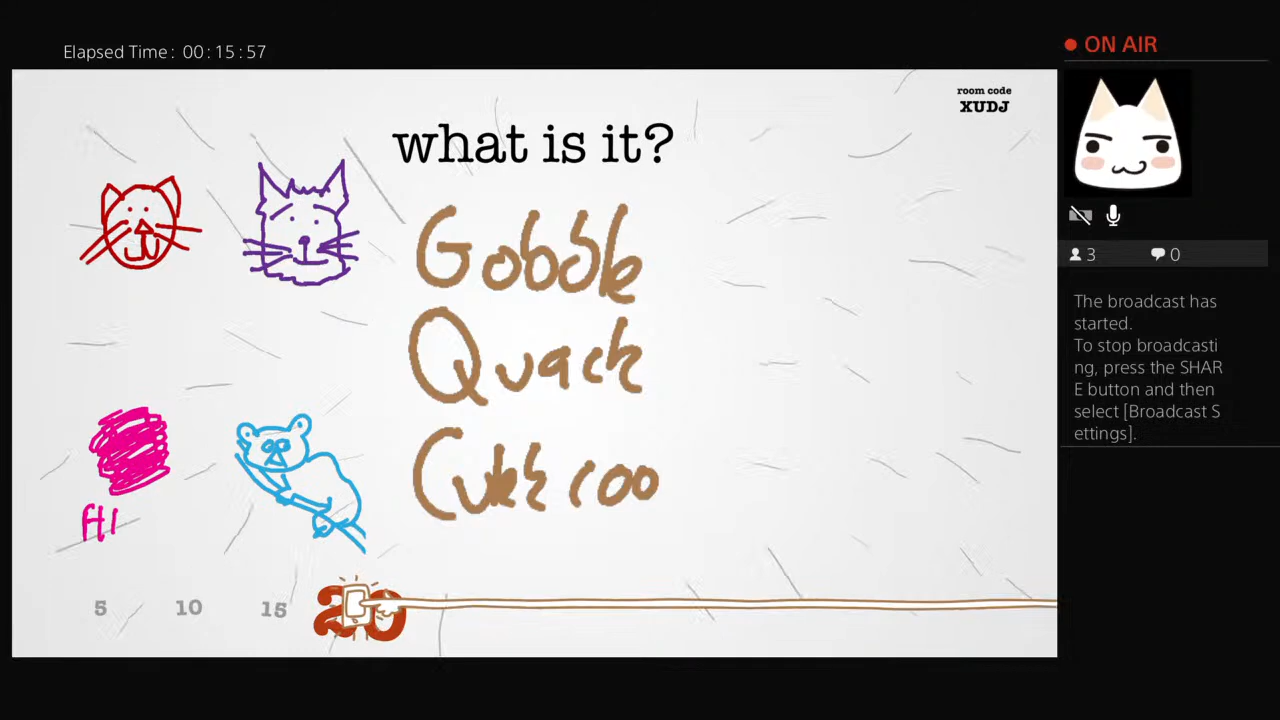 Elapsed Time: 00:15:57
ON AIR
room code
XUDJ
what is it?
Gobble
Quack
HI
5 10 15 20
3 0
The broadcast has
started.
To stop broadcasti
ng, press the SHAR
E button and then
select [Broadcast S
ettings].